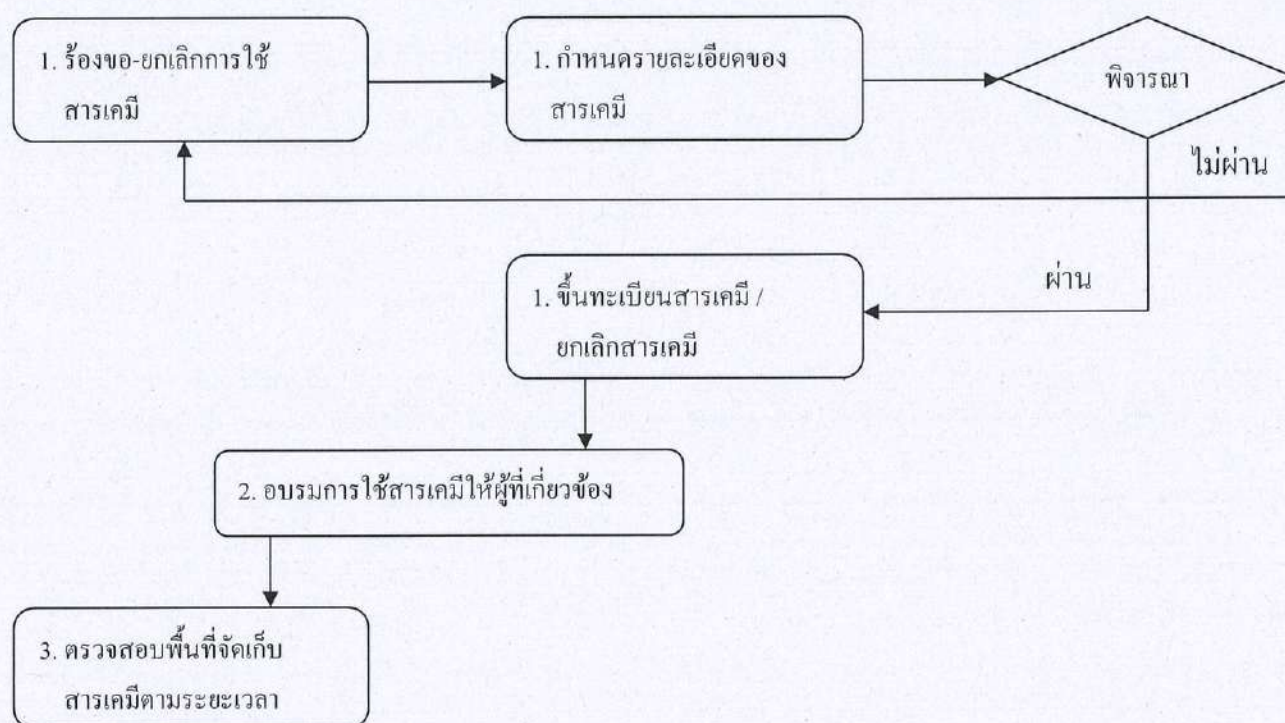 1. ร้องขอ-ยกเลิกการใช้
สารเคมี
1. กำหนดรายละเอียดของ
สารเคมี
พิจารณา
ไม่ผ่าน
ผ่าน
1. ขึ้นทะเบียนสารเคมี /
ยกเลิกสารเคมี
2. อบรมการใช้สารเคมีให้ผู้ที่เกี่ยวข้อง
3. ตรวจสอบพื้นที่จัดเก็บ
สารเคมีตามระยะเวลา